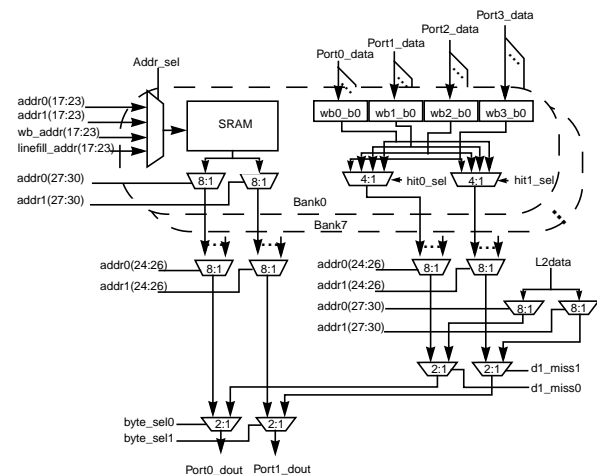 Port3_data
Port2_data
Port1_data
Port0_data
Addr_sel
addr0(17:23)
addr1(17:23)
wb_addr(17:23)
linefill_addr(17:23)
SRAM
wb0_b0 wb1_b0 wb2_b0 wb3_b0
addr0(27:30)
8:1 8:1
4:1 hit0_sel 4:1 hit1_sel
addr1(27:30)
Bank0
Bank7
addr0(24:26)
8:1 8:1
addr1(24:26)
addr0(24:26)
8:1 8:1
L2data
addr1(24:26)
addr0(27:30)
8:1 8:1
addr1(27:30)
2:1 2:1 d1_miss1
d1_miss0
byte_sel0
2:1 2:1
byte_sel1
Port0_dout Port1_dout